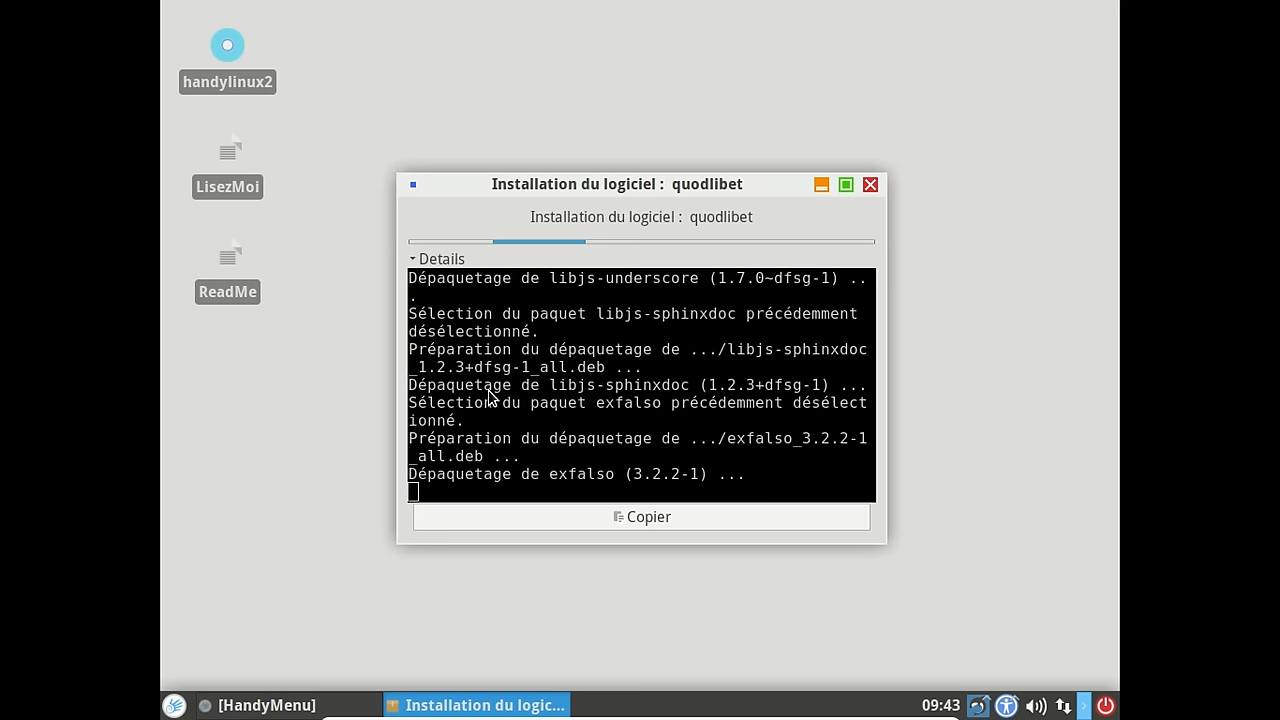 handylinux2
LisezMoi
ReadMe
Installation du logiciel :  quodlibet
Installation du logiciel :  quodlibet
Details
Dépaquetage de libjs-underscore (1.7.0~dfsg-1) ..
.
Sélection du paquet libjs-sphinxdoc précédemment
désélectionné.
Préparation du dépaquetage de .../libjs-sphinxdoc
_1.2.3+dfsg-1_all.deb ...
Dépaquetage de libjs-sphinxdoc (1.2.3+dfsg-1) ...
Sélection du paquet exfalso précédemment désélect
ionné.
Préparation du dépaquetage de .../exfalso_3.2.2-1
_all.deb ...
Dépaquetage de exfalso (3.2.2-1) ...
Copier
[HandyMenu]
Installation du logic...
09:43